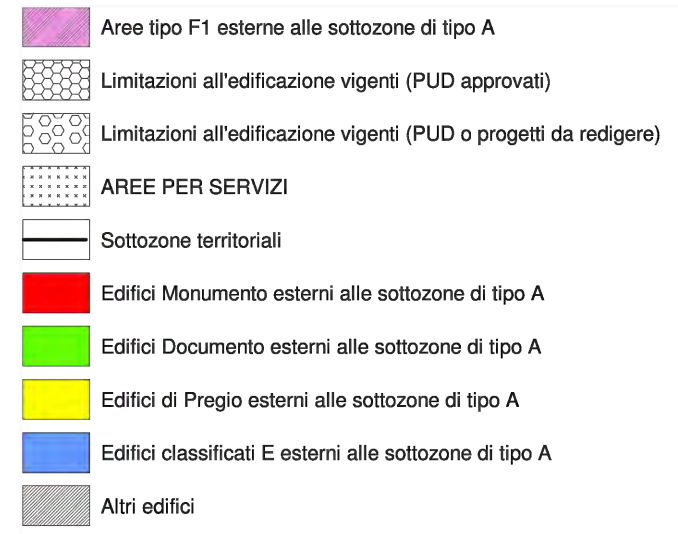 Aree tipo F1 esterne alle sottozone di tipo A
Limitazioni all'edificazione vigenti (PUD approvati)
Limitazioni all'edificazione vigenti (PUD o progetti da redigere)
AREE PER SERVIZI
Sottozone territoriali
Edifici Monumento esterni alle sottozone di tipo A
Edifici Documento esterni alle sottozone di tipo A
Edifici di Pregio esterni alle sottozone di tipo A
Edifici classificati E esterni alle sottozone di tipo A
Altri edifici